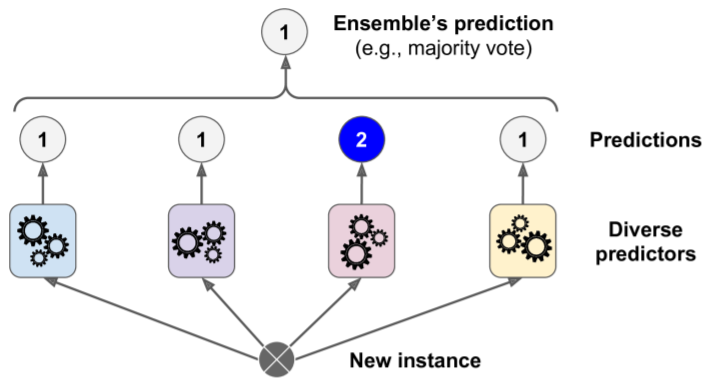 1
Ensemble's prediction
(e.g., majority vote)
1 1 2 1 Predictions
Diverse
predictors
New instance